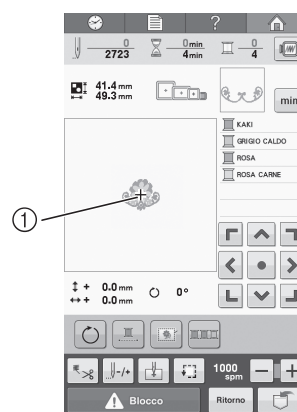 ?
0 0 min 0
2723 4 min 4
41.4 mm
49.3 mm
mm
KAKI
GRIGIO CALDO
ROSA
ROSA CARNE
1
+ 0.0 mm 0°
+ 0.0 mm
-/+
1000
spm
- +
Blocco Ritorno